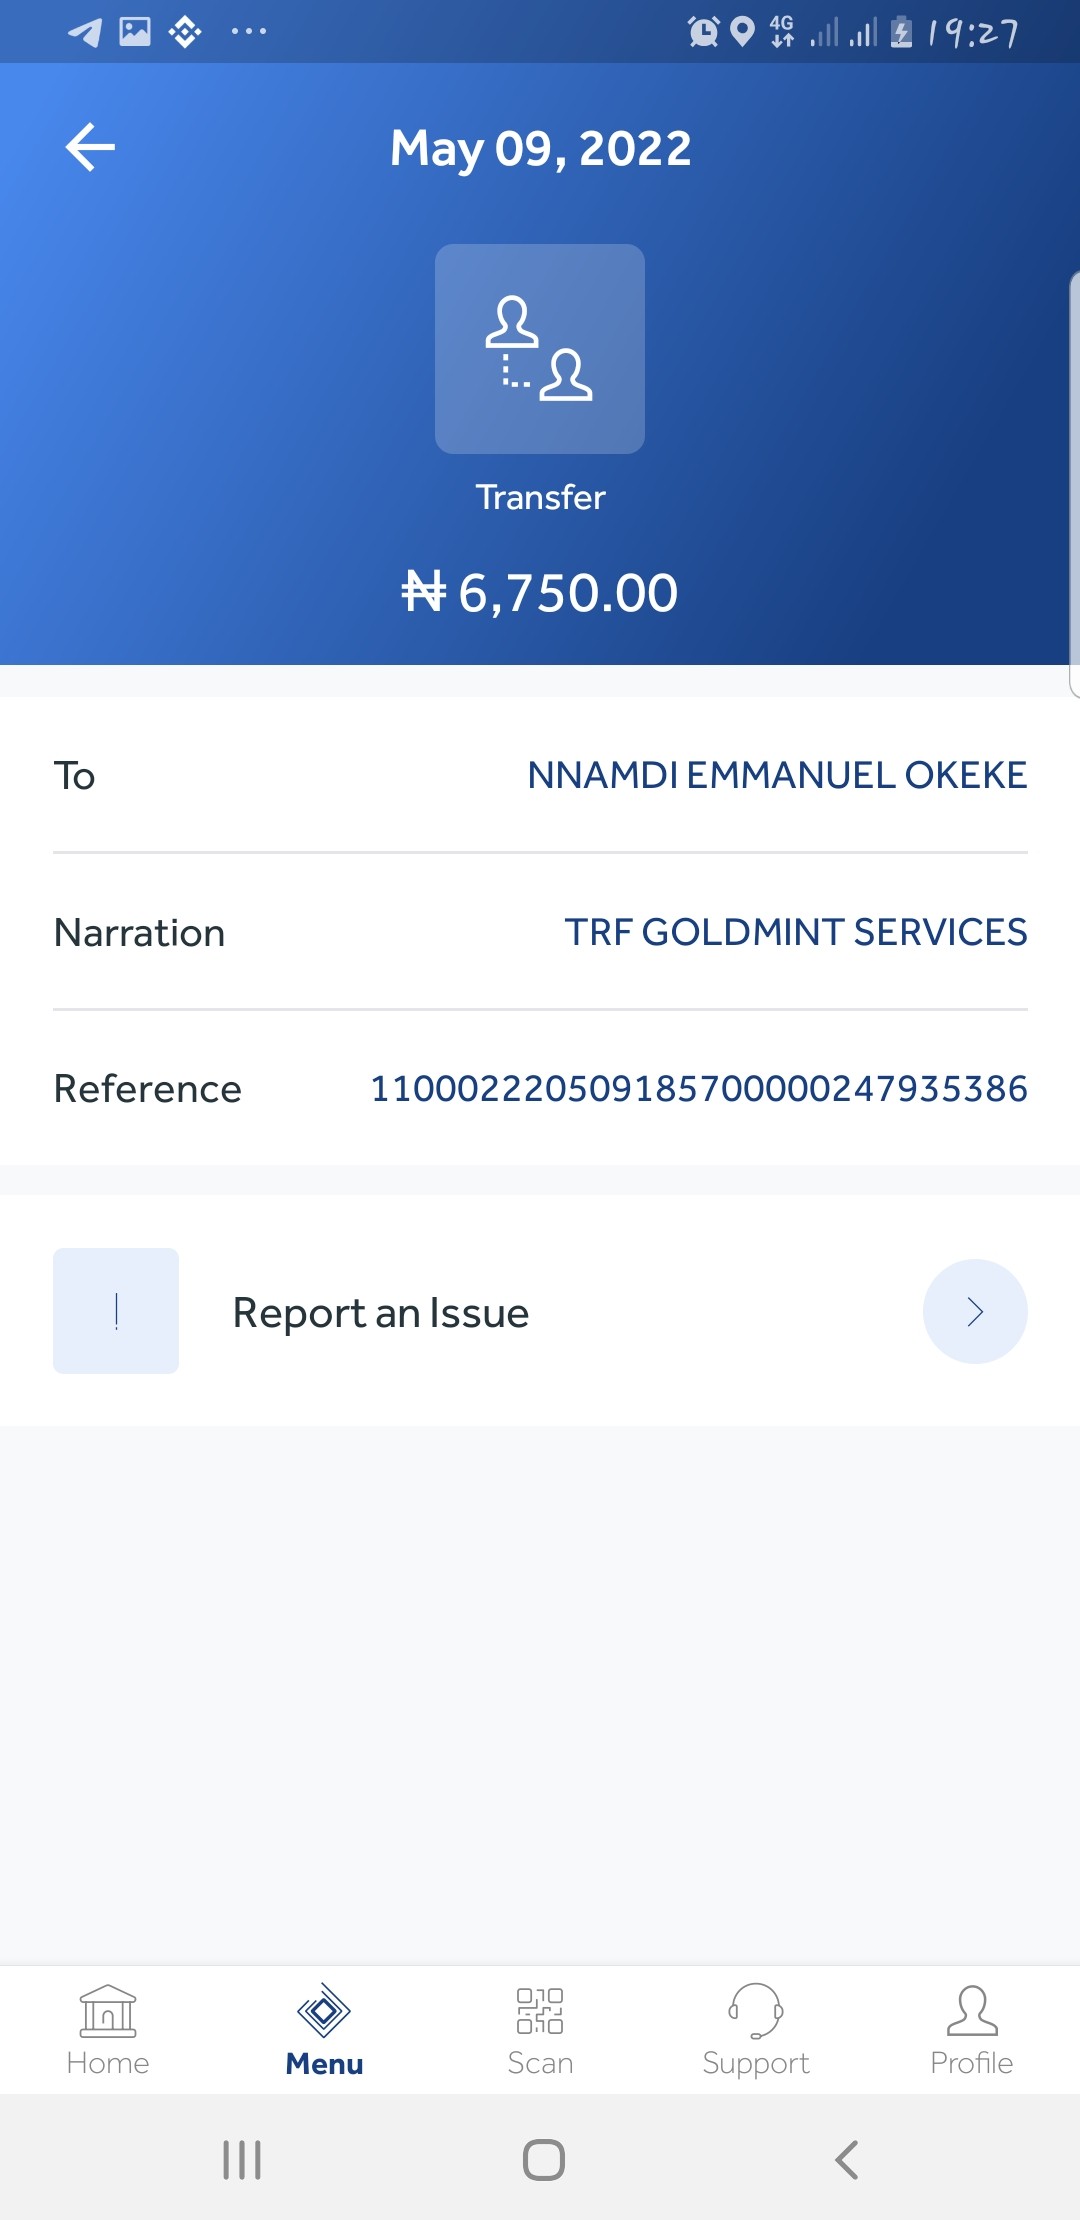 4G 19:27
May 09, 2022
Transfer
₦ 6,750.00
To NNAMDI EMMANUEL OKEKE
Narration TRF GOLDMINT SERVICES
Reference 110002220509185700000247935386
! Report an Issue
Home Menu Scan Support Profile